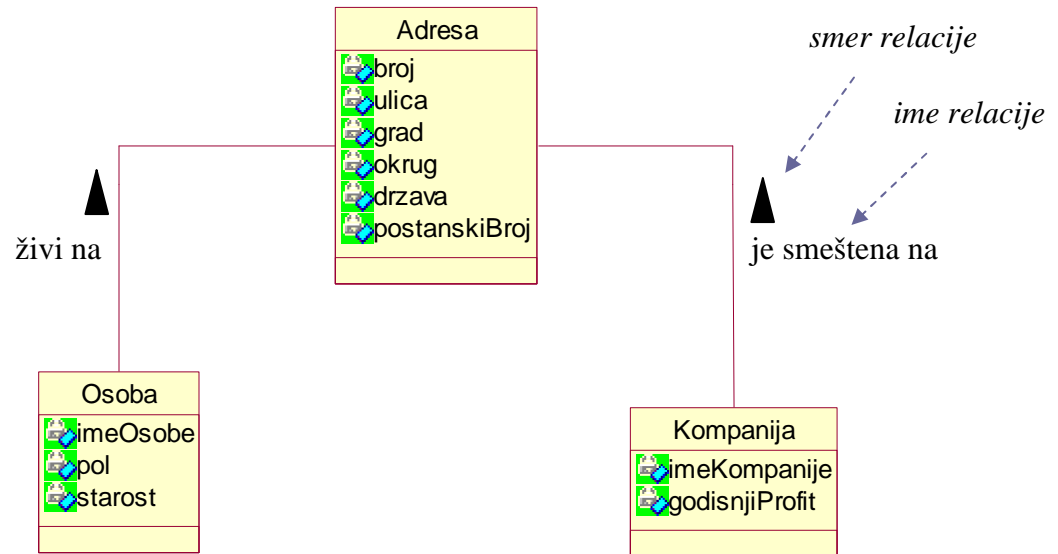 Adresa
broj
ulica
grad
okrug
drzava
postanskiBroj
smer relacije
ime relacije
živi na
je smeštena na
Osoba
imeOsobe
pol
starost
Kompanija
imeKompanije
godisnjiProfit